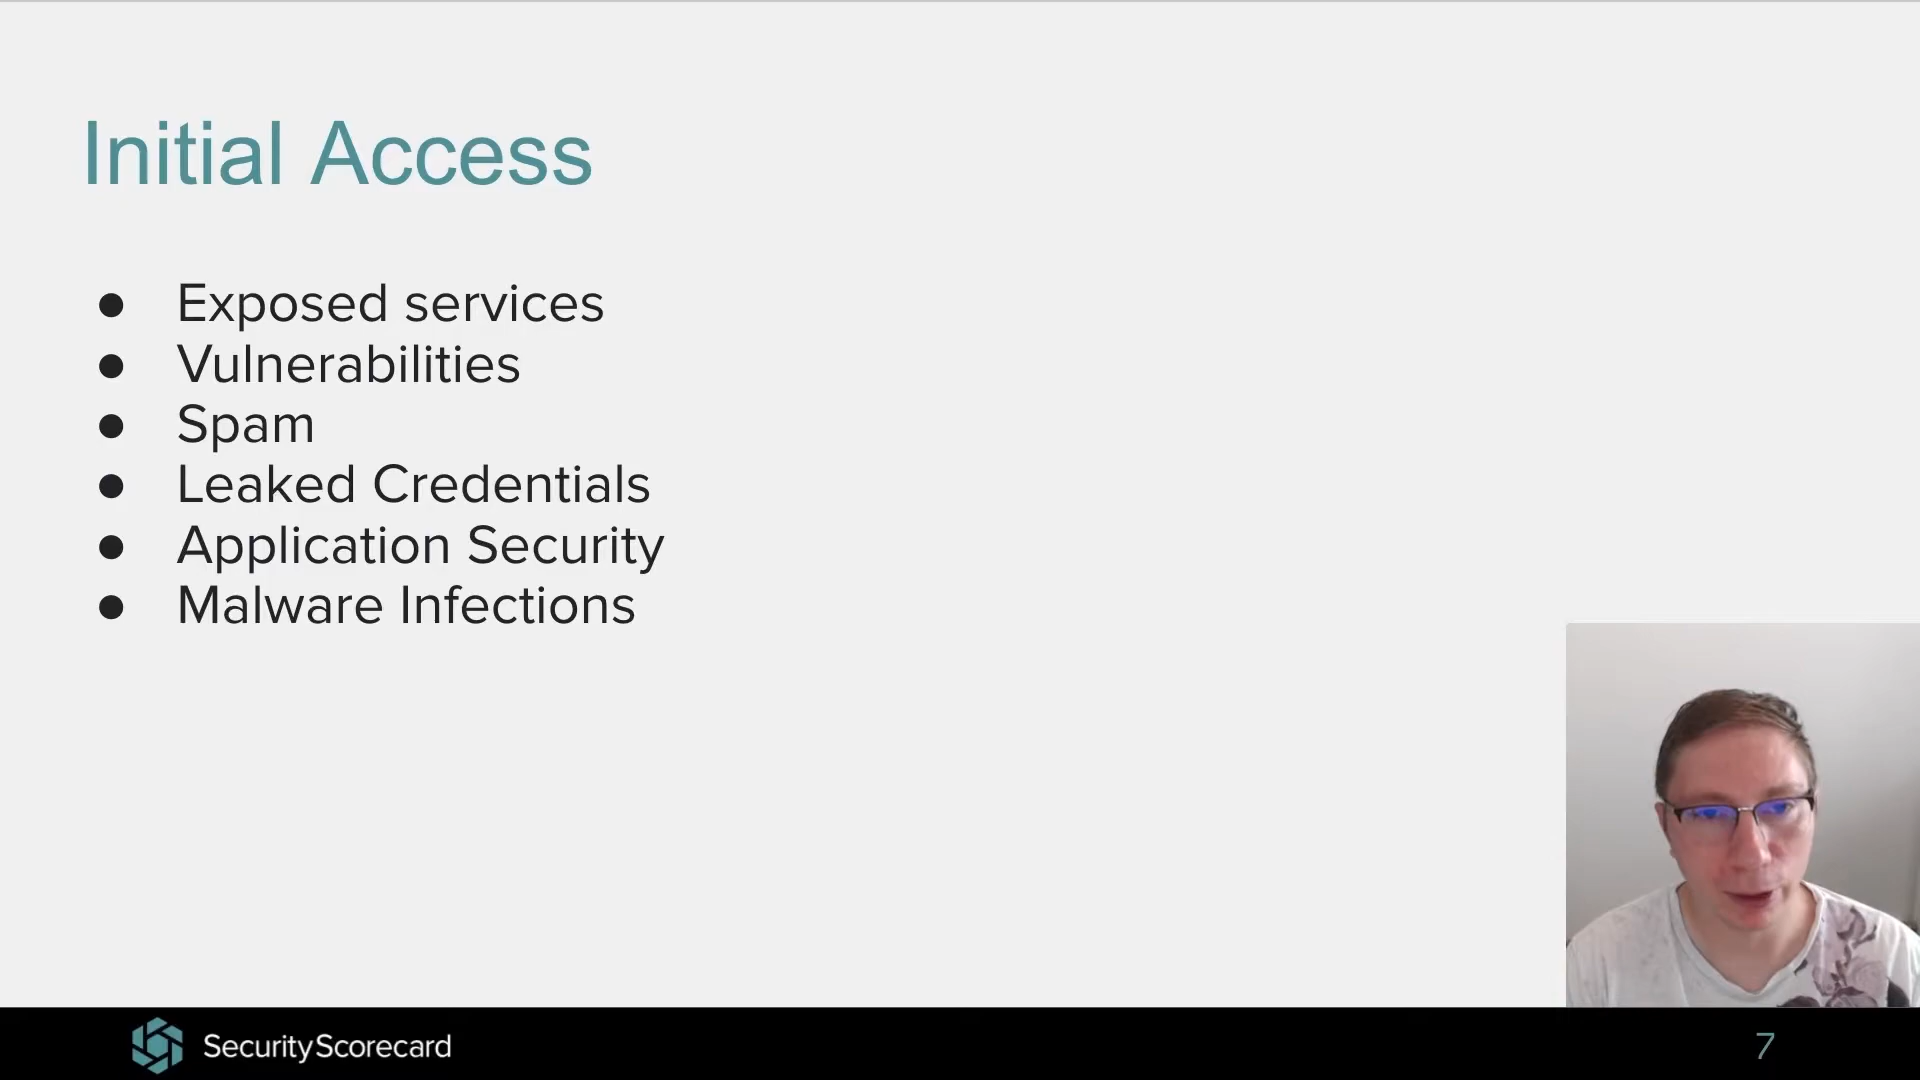 Initial Access
● Exposed services
● Vulnerabilities
● Spam
● Leaked Credentials
● Application Security
● Malware Infections
SecurityScorecard
7